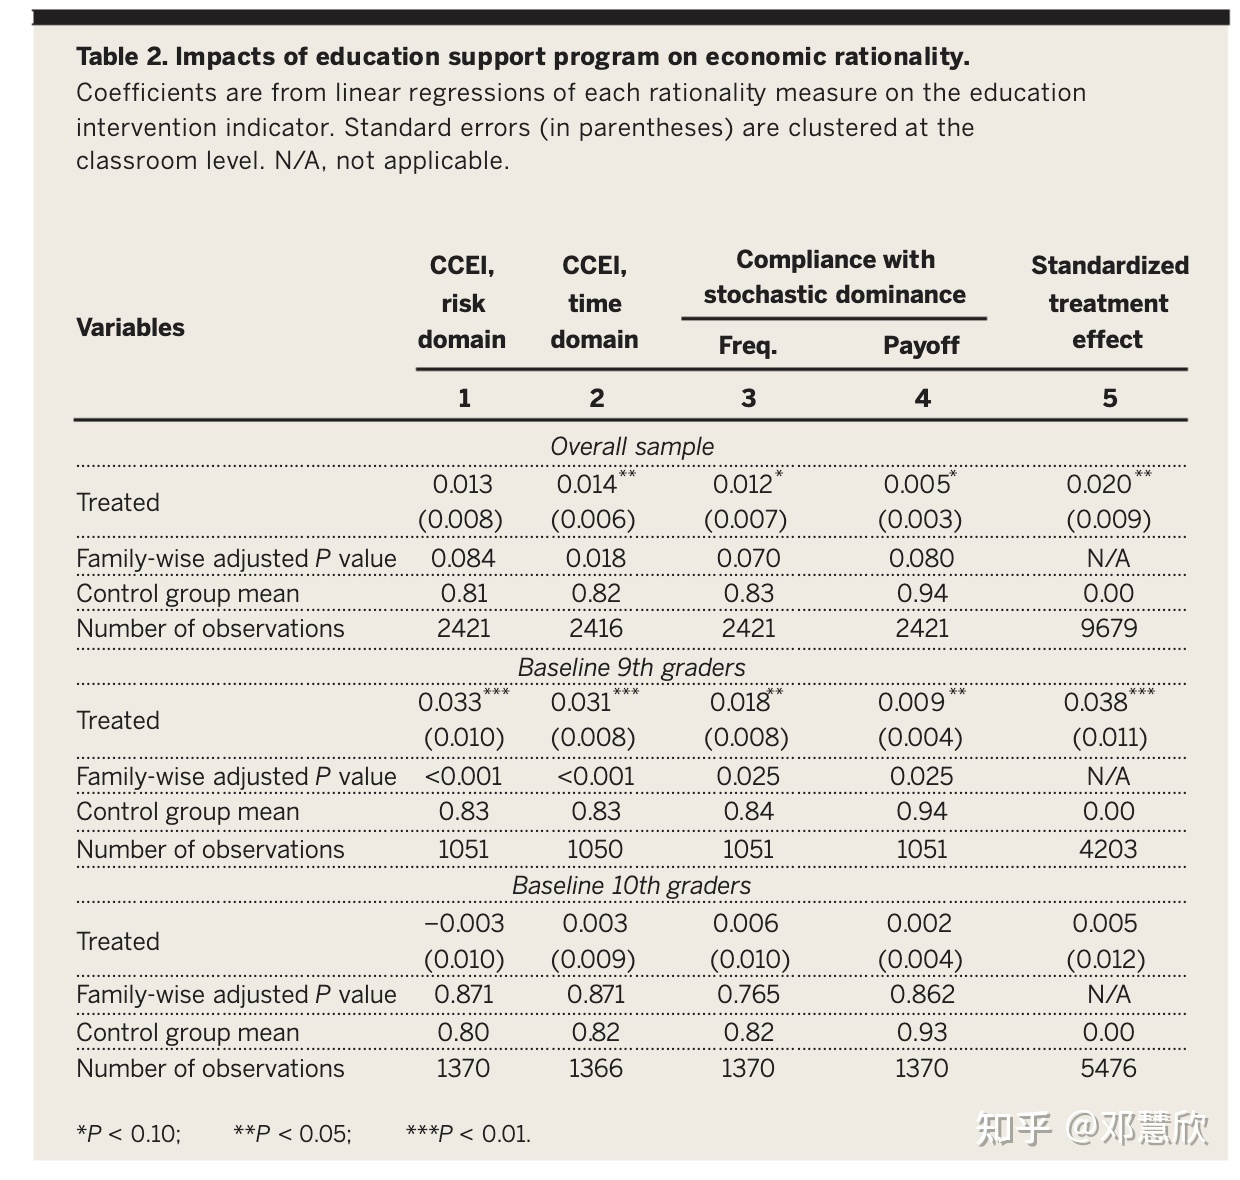 Table 2. Impacts of education support program on economic rationality.
Coefficients are from linear regressions of each rationality measure on the education
intervention indicator. Standard errors (in parentheses) are clustered at the
classroom level. N/A, not applicable.
Variables CCEI, risk domain CCEI, time domain Compliance with stochastic dominance Standardized treatment effect
Freq. Payoff
1 2 3 4 5
Overall sample
Treated 0.013 0.014** 0.012* 0.005* 0.020**
(0.008) (0.006) (0.007) (0.003) (0.009)
Family-wise adjusted P value 0.084 0.018 0.070 0.080 N/A
Control group mean 0.81 0.82 0.83 0.94 0.00
Number of observations 2421 2416 2421 2421 9679
Baseline 9th graders
Treated 0.033*** 0.031*** 0.018** 0.009** 0.038***
(0.010) (0.008) (0.008) (0.004) (0.011)
Family-wise adjusted P value <0.001 <0.001 0.025 0.025 N/A
Control group mean 0.83 0.83 0.84 0.94 0.00
Number of observations 1051 1050 1051 1051 4203
Baseline 10th graders
Treated −0.003 0.003 0.006 0.002 0.005
(0.010) (0.009) (0.010) (0.004) (0.012)
Family-wise adjusted P value 0.871 0.871 0.765 0.862 N/A
Control group mean 0.80 0.82 0.82 0.93 0.00
Number of observations 1370 1366 1370 1370 5476
*P < 0.10; **P < 0.05; ***P < 0.01.
知乎 @邓慧欣